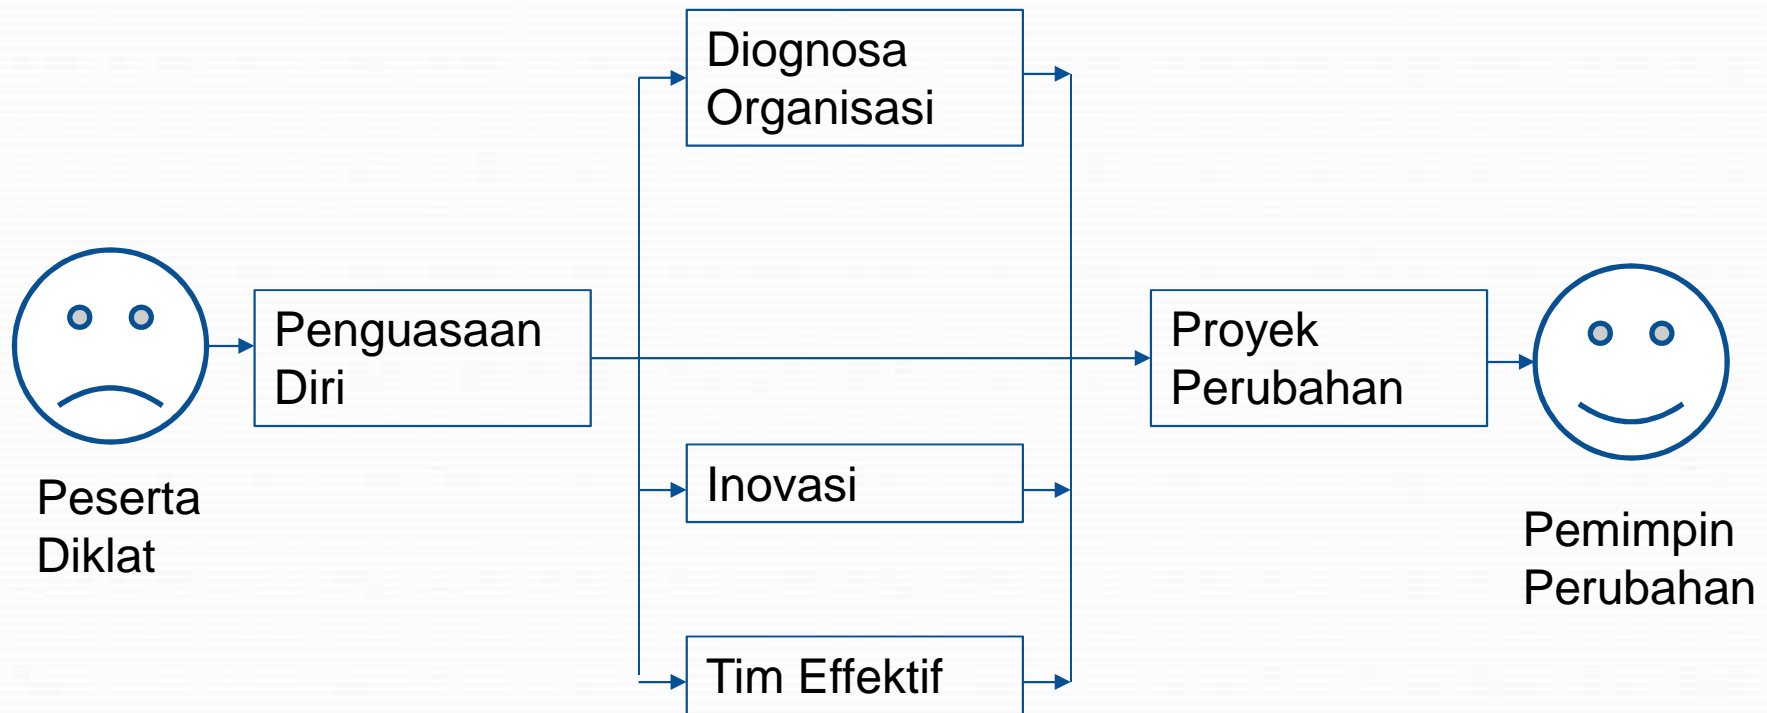 Diognosa
Organisasi
Penguasaan
Diri
Proyek
Perubahan
Inovasi
Peserta
Diklat
Pemimpin
Perubahan
Tim Effektif